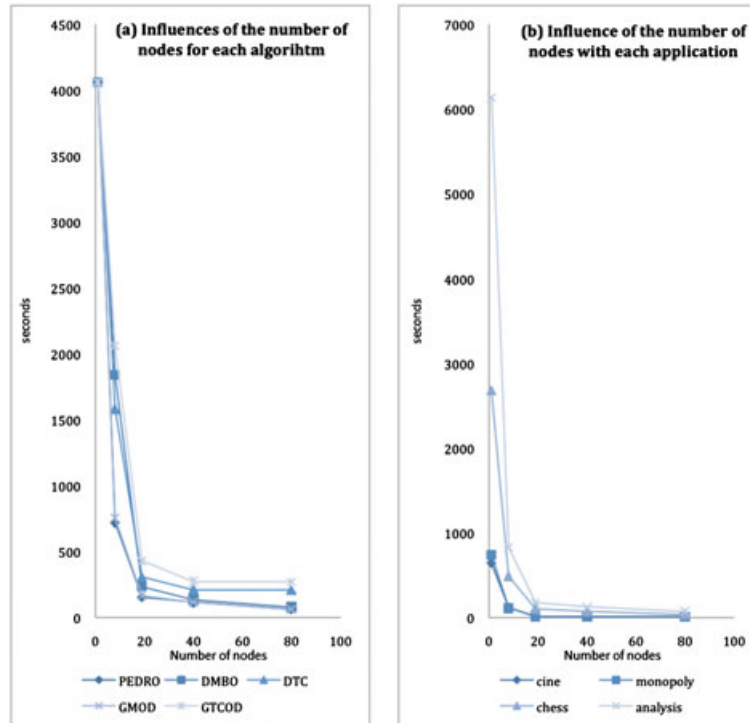 (a) Influences of the number of
nodes for each algorihtm
4500
4000
3500
3000
2500
2000
1500
1000
500
0
seconds
0 20 40 60 80 100
Number of nodes
PEDRO DMBO DTC
GMOD GTCOD
(b) Influence of the number of
nodes with each application
7000
6000
5000
4000
3000
2000
1000
0
seconds
0 20 40 60 80 100
Number of nodes
cine monopoly
chess analysis